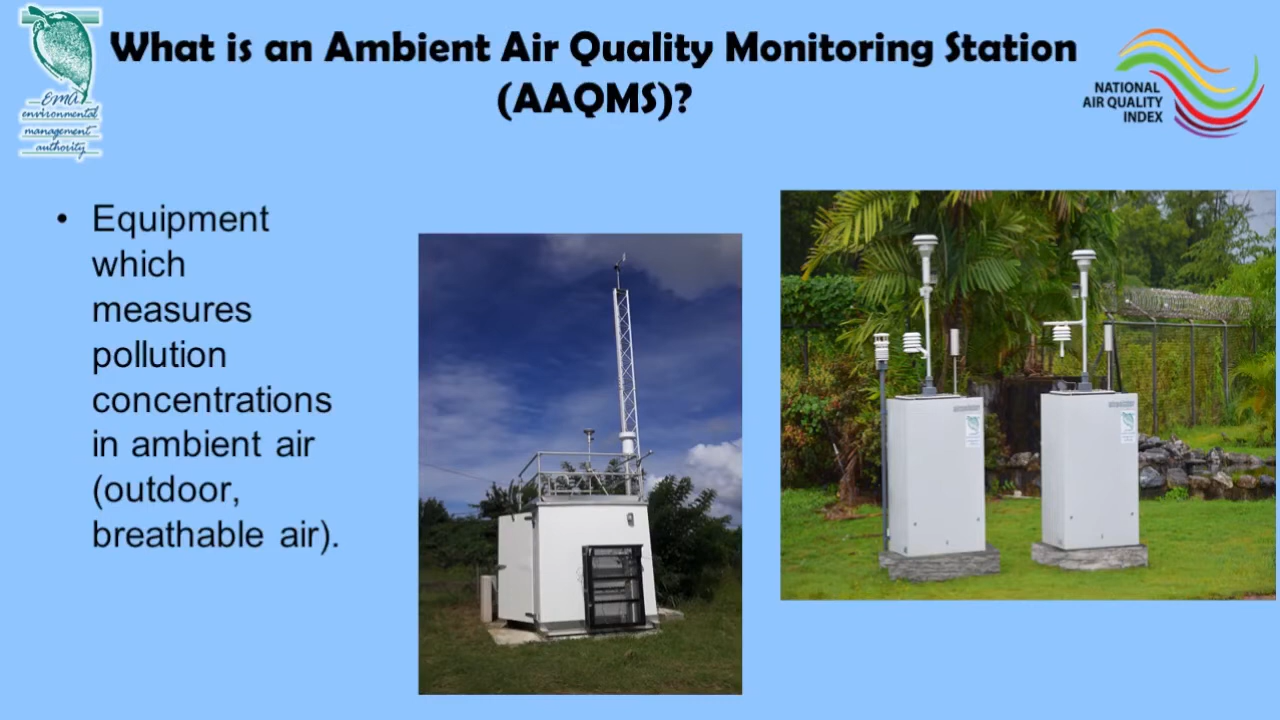 What is an Ambient Air Quality Monitoring Station
(AAQMS)?
EMA
environmental
management
authority
NATIONAL
AIR QUALITY
INDEX
• Equipment
which
measures
pollution
concentrations
in ambient air
(outdoor,
breathable air).